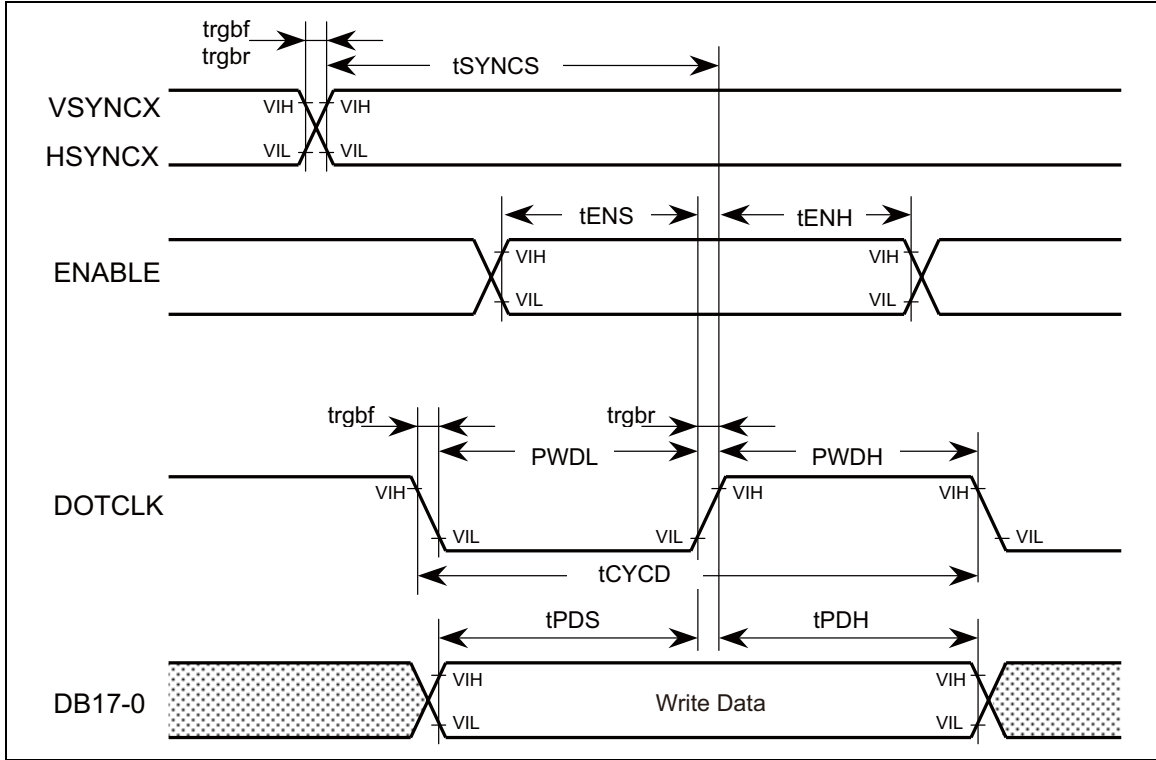 trgbf
trgbr
tSYNCS
VSYNCX
VIH
VIH
HSYNCX
VIL
VIL
tENS
tENH
ENABLE
VIH
VIH
VIL
VIL
trgbf
trgbr
PWDL
PWDH
DOTCLK
VIH
VIH
VIH
VIL
VIL
VIL
tCYCD
tPDS
tPDH
DB17-0
VIH
VIH
Write Data
VIL
VIL